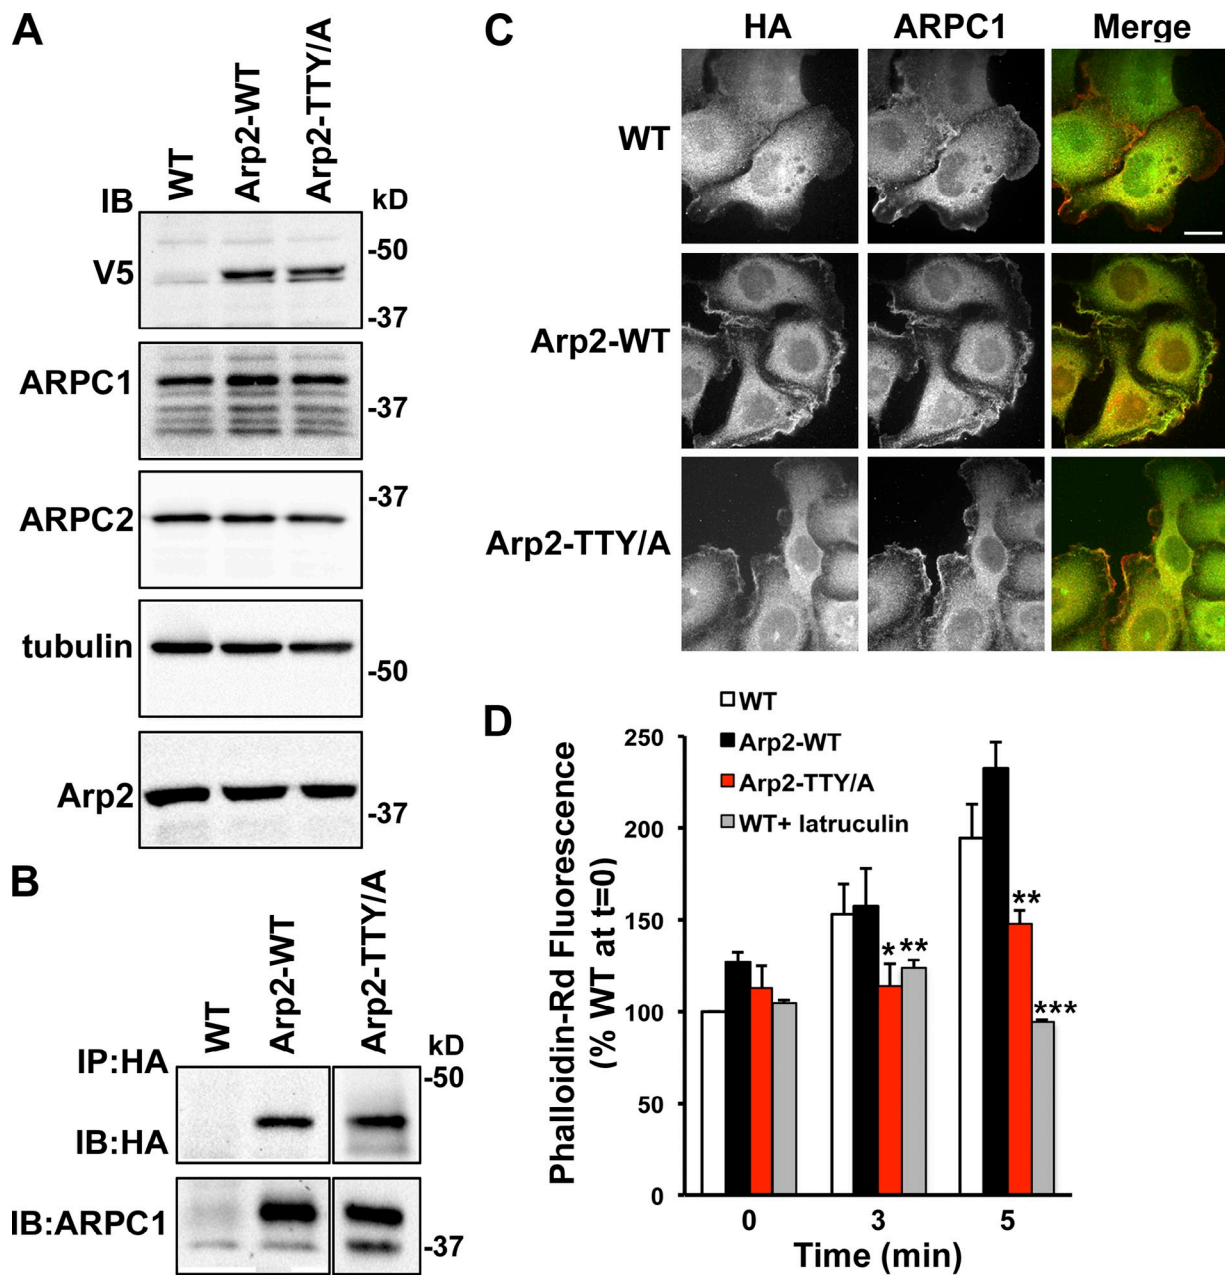 A
WT
Arp2-WT
Arp2-TTY/A
IB
kD
V5
-50
-37
ARPC1
-37
ARPC2
-37
tubulin
-50
Arp2
-37
B
WT
Arp2-WT
Arp2-TTY/A
IP:HA
kD
-50
IB:HA
IB:ARPC1
-37
C
HA ARPC1 Merge
WT
Arp2-WT
Arp2-TTY/A
D
Phalloidin-Rd Fluorescence
(% WT at t=0)
WT
Arp2-WT
Arp2-TTY/A
WT+ latruculin
250
200
150
100
50
0
* **
**
***
0 3 5
Time (min)